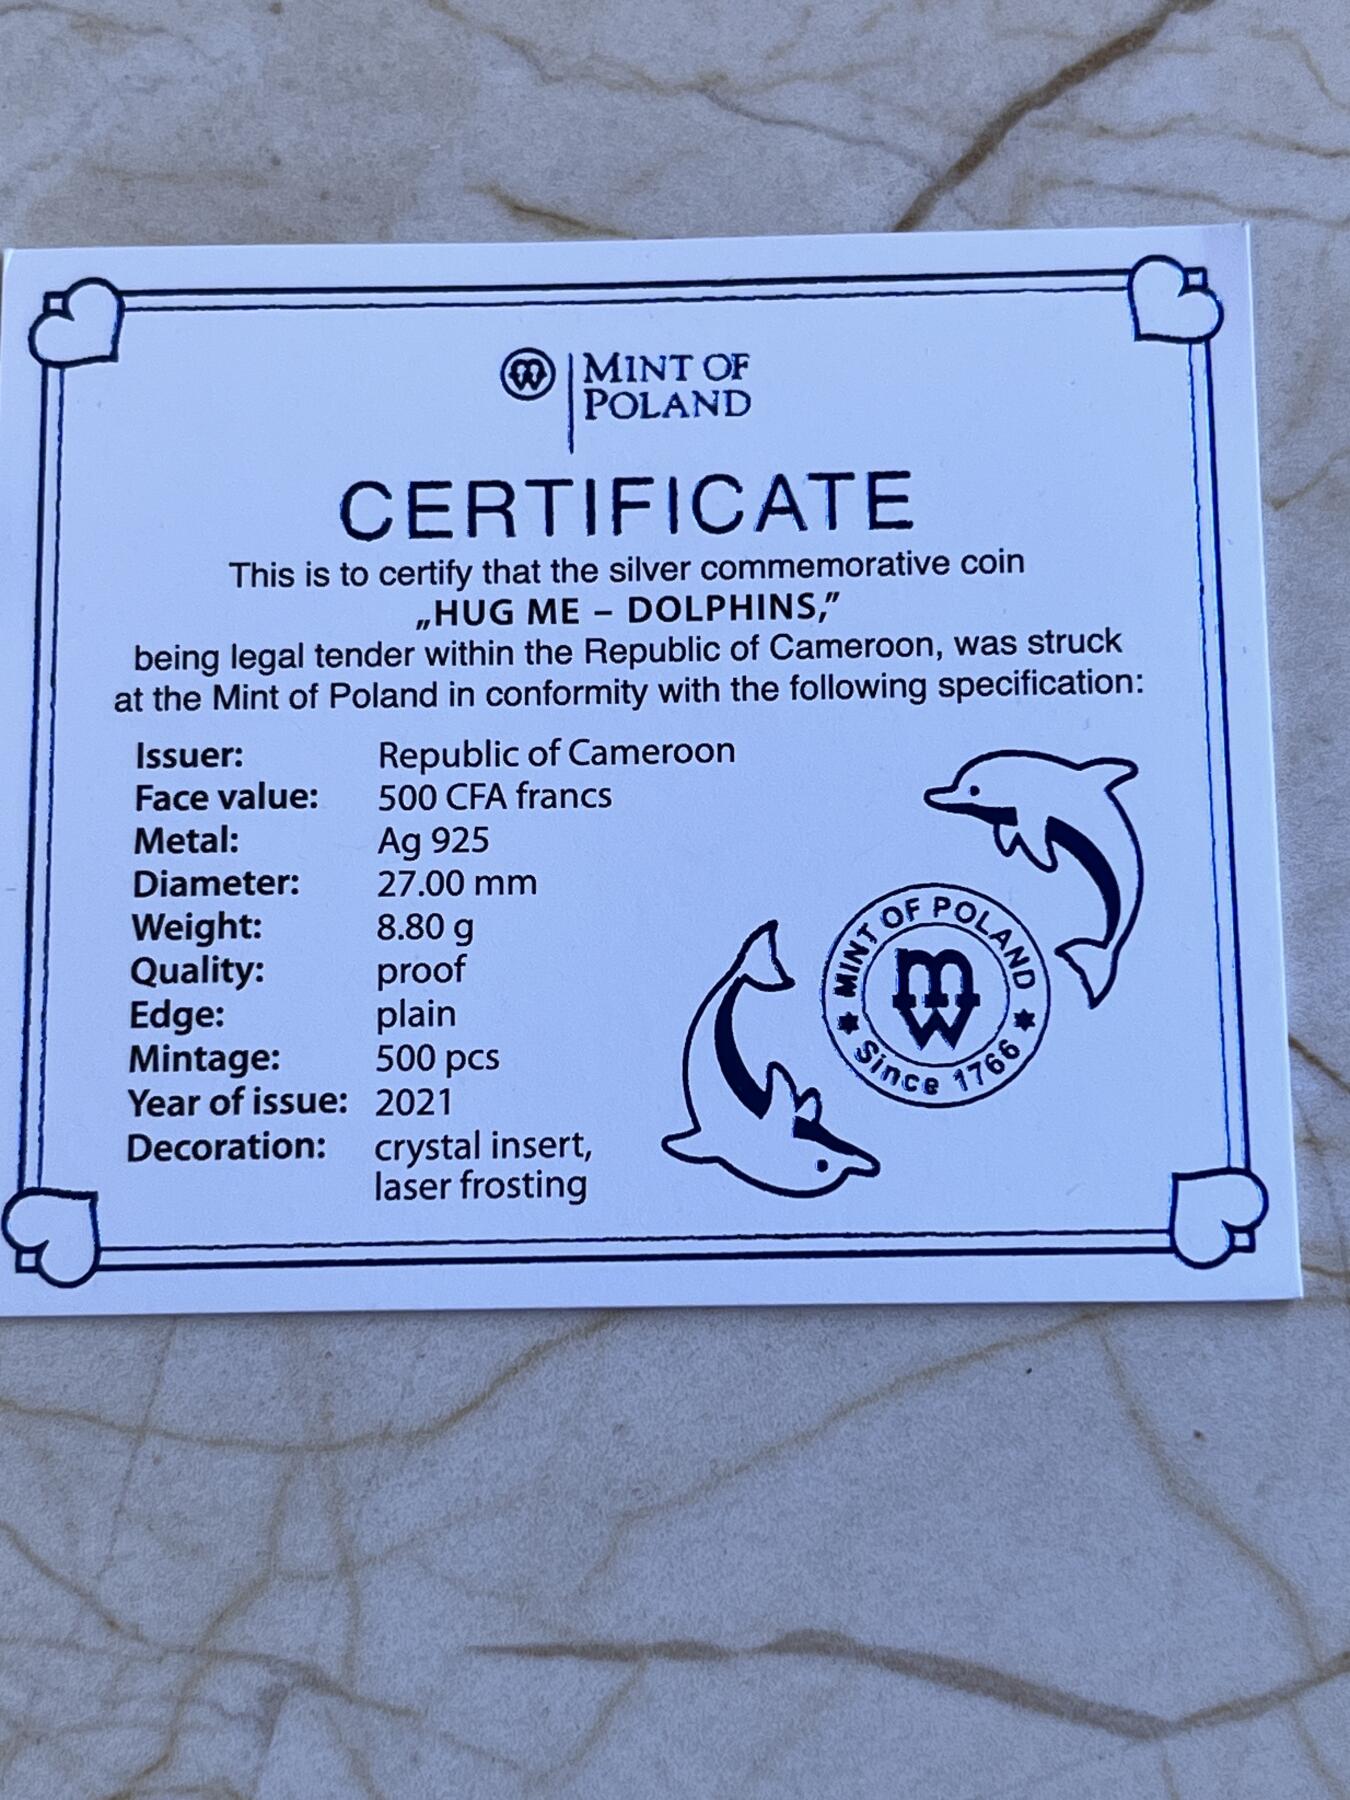 MINT OF
POLAND
CERTIFICATE
This is to certify that the silver commemorative coin
„HUG ME – DOLPHINS,”
being legal tender within the Republic of Cameroon, was struck
at the Mint of Poland in conformity with the following specification:
Issuer: Republic of Cameroon
Face value: 500 CFA francs
Metal: Ag 925
Diameter: 27.00 mm
Weight: 8.80 g
Quality: proof
Edge: plain
Mintage: 500 pcs
Year of issue: 2021
Decoration: crystal insert,
laser frosting
MINT OF POLAND
mw
Since 1766